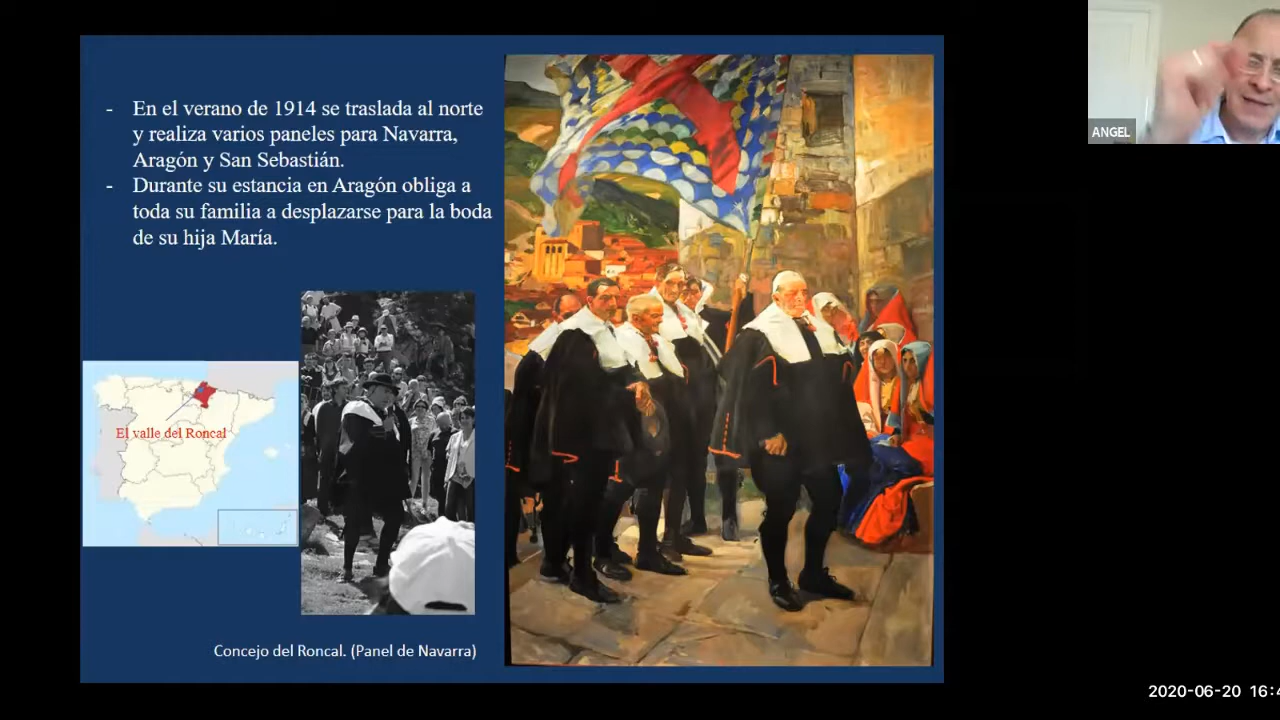 - En el verano de 1914 se traslada al norte
y realiza varios paneles para Navarra,
Aragón y San Sebastián.
- Durante su estancia en Aragón obliga a
toda su familia a desplazarse para la boda
de su hija María.
El valle del Roncal
Concejo del Roncal. (Panel de Navarra)
ANGEL
2020-06-20 16:4